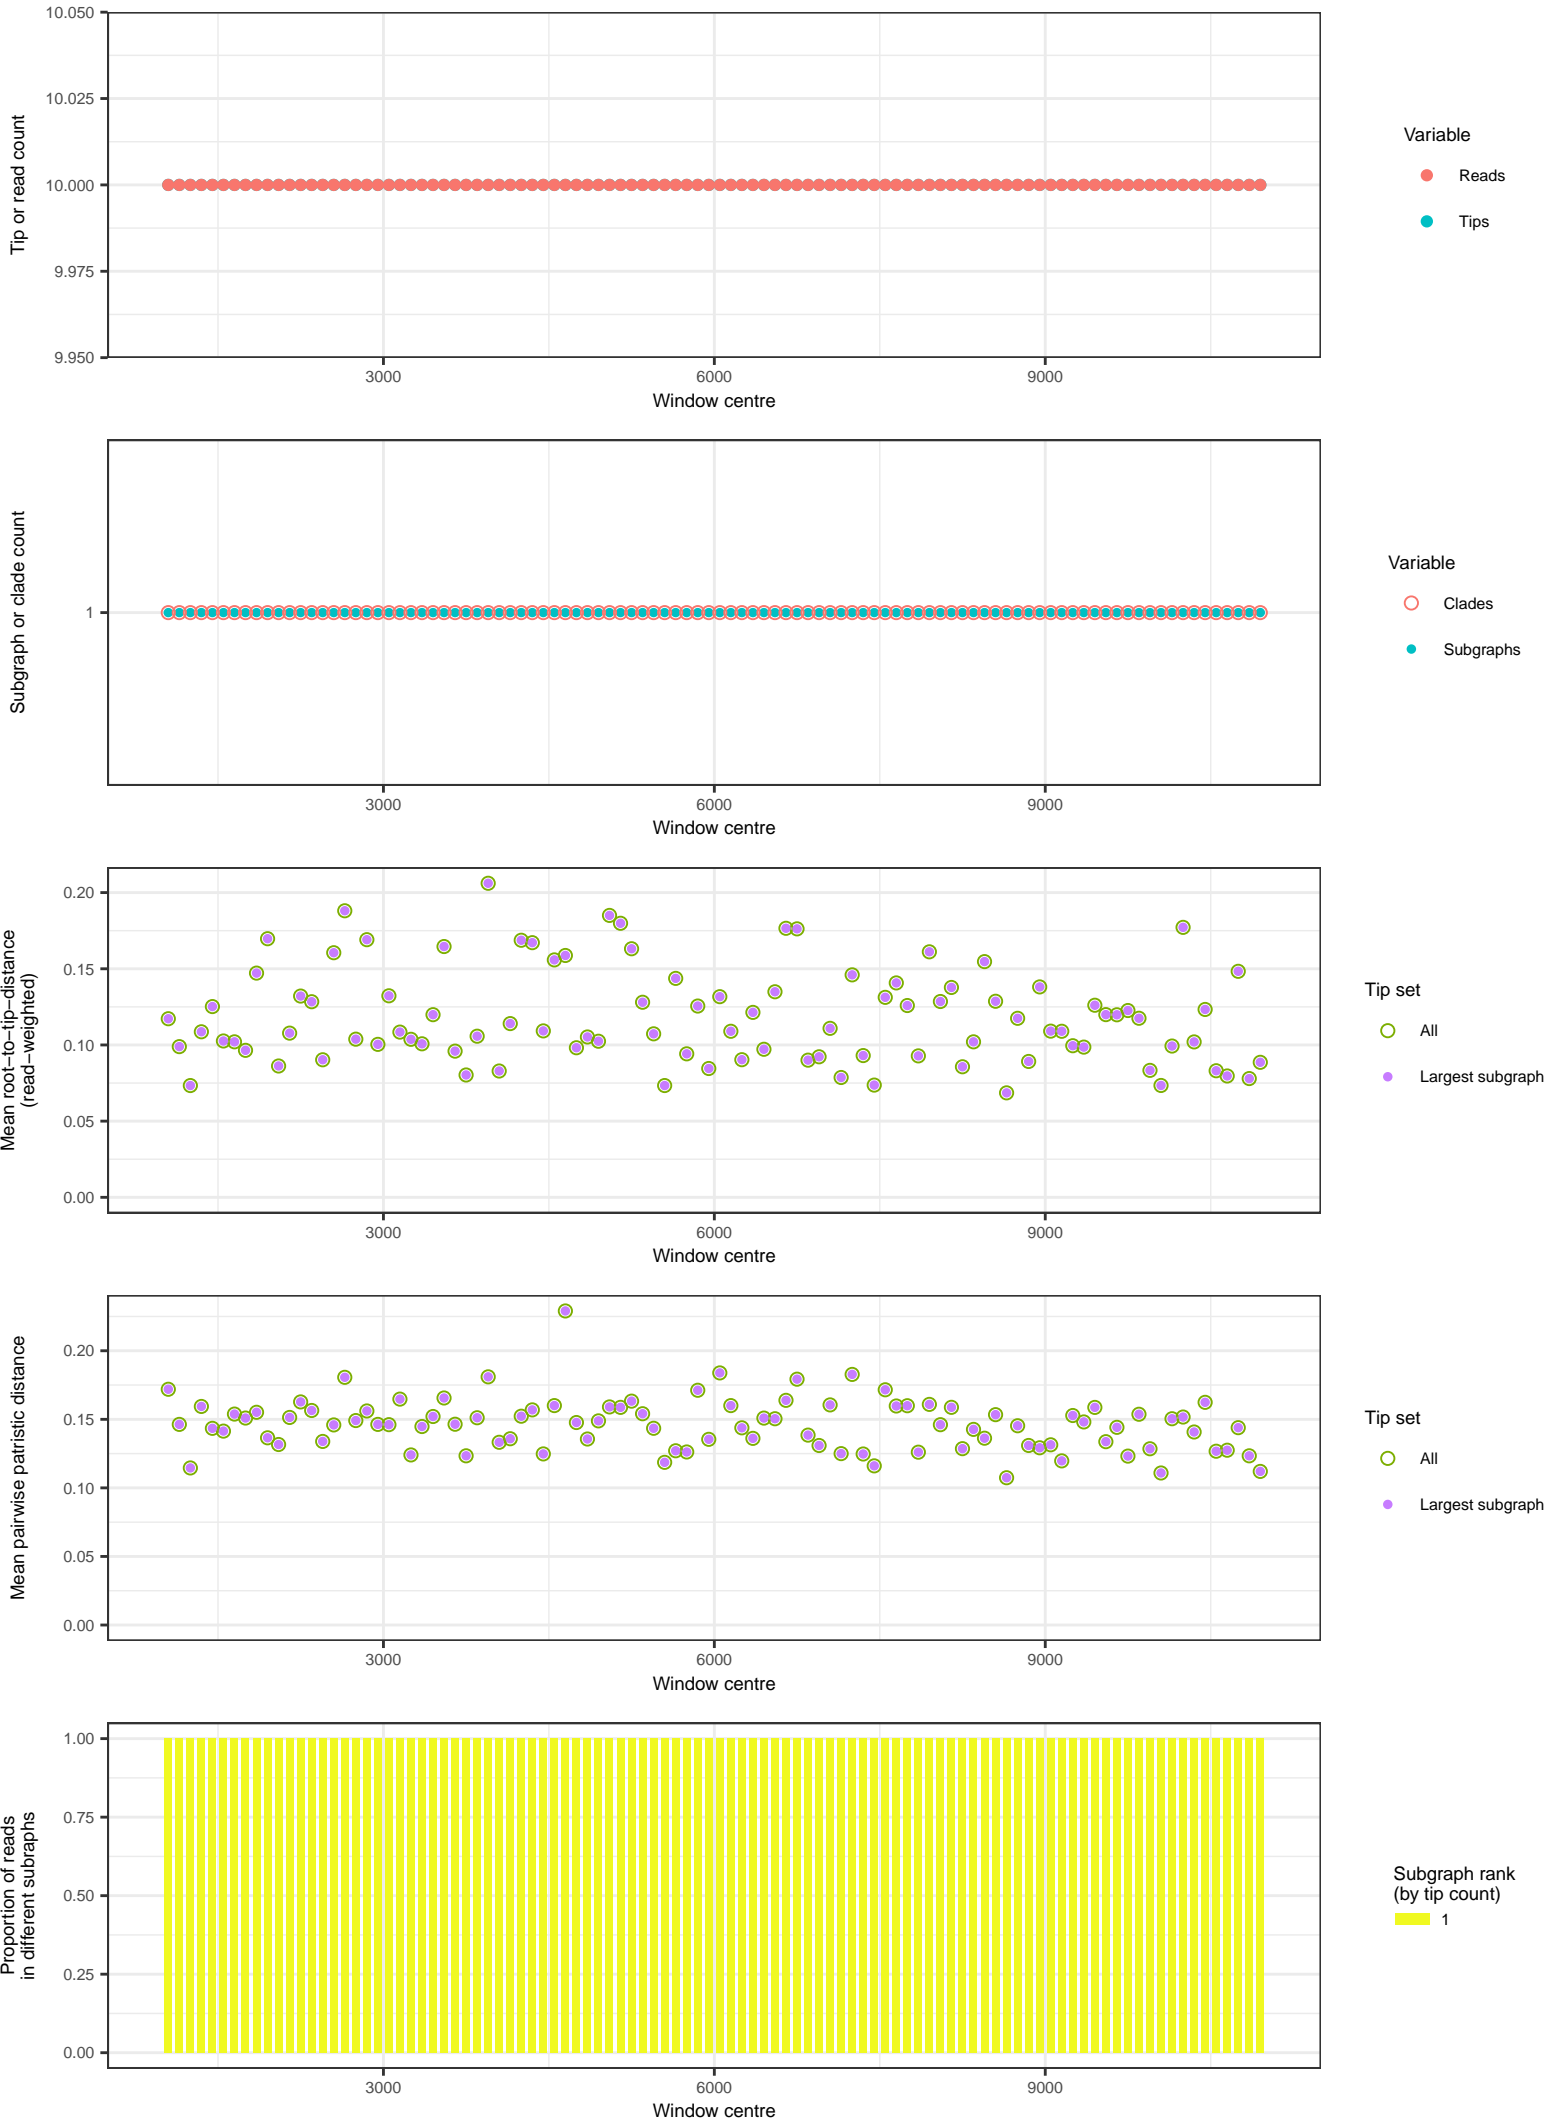 10.050
10.025
10.000
9.975
9.950
Tip or read count
3000
6000
9000
Window centre
Variable
Reads
Tips
Subgraph or clade count
1
3000
6000
9000
Window centre
Variable
Clades
Subgraphs
Mean root−to−tip−distance
(read−weighted)
0.20
0.15
0.10
0.05
0.00
3000
6000
9000
Window centre
Tip set
All
Largest subgraph
Mean pairwise patristic distance
0.20
0.15
0.10
0.05
0.00
3000
6000
9000
Window centre
Tip set
All
Largest subgraph
Proportion of reads
in different subraphs
1.00
0.75
0.50
0.25
0.00
3000
6000
9000
Window centre
Subgraph rank
(by tip count)
1